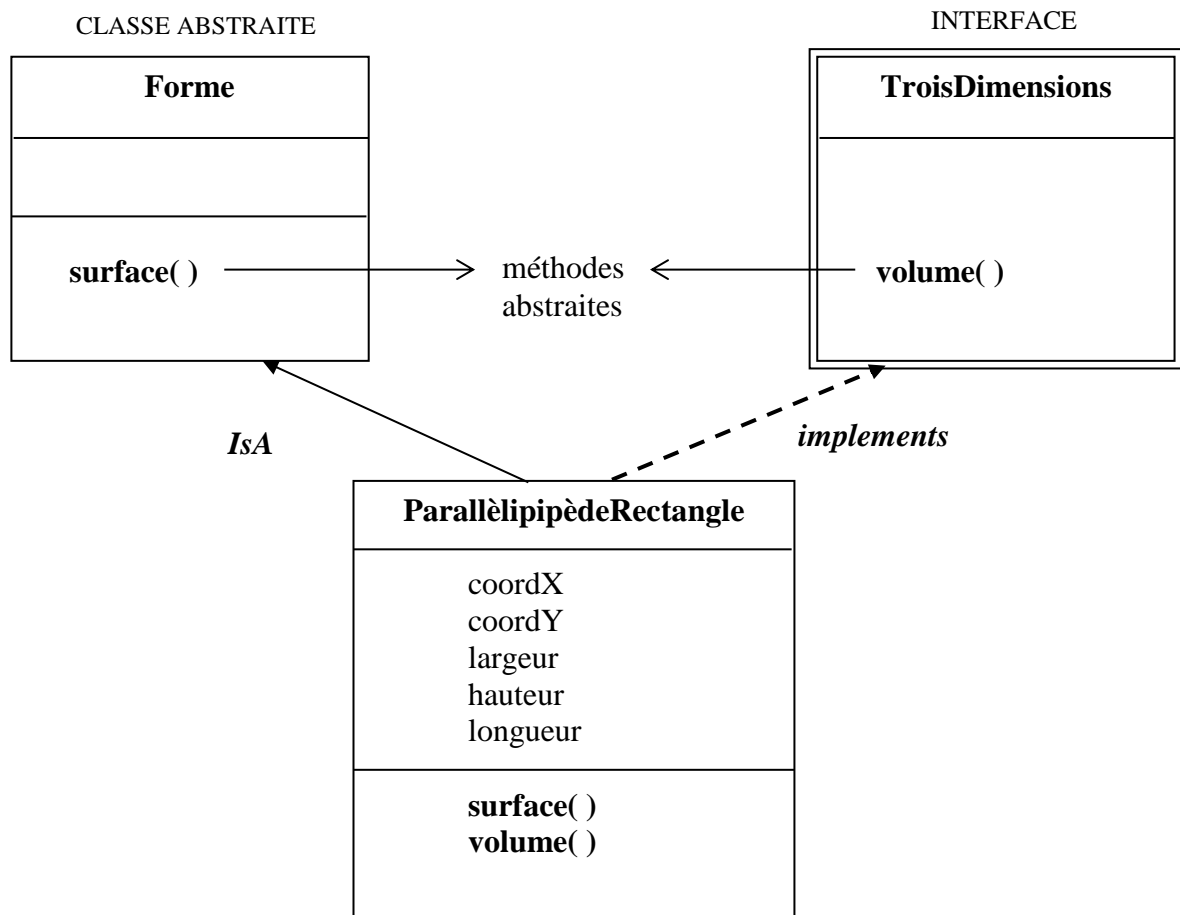 CLASSE ABSTRAITE
INTERFACE
Forme
TroisDimensions
surface( )
méthodes
abstraites
volume( )
IsA
implements
ParallèlipipèdeRectangle
coordX
coordY
largeur
hauteur
longueur
surface( )
volume( )